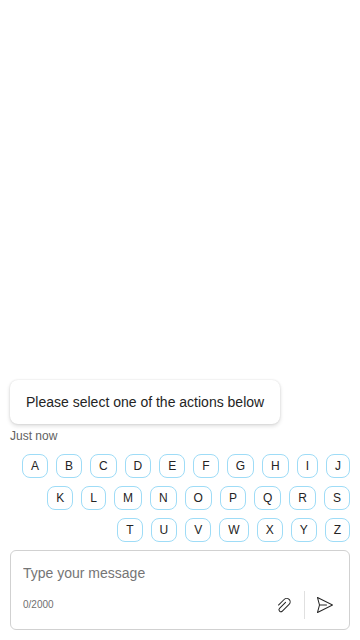 Please select one of the actions below
Just now
A B C D E F G H I J
K L M N O P Q R S
T U V W X Y Z
Type your message
0/2000